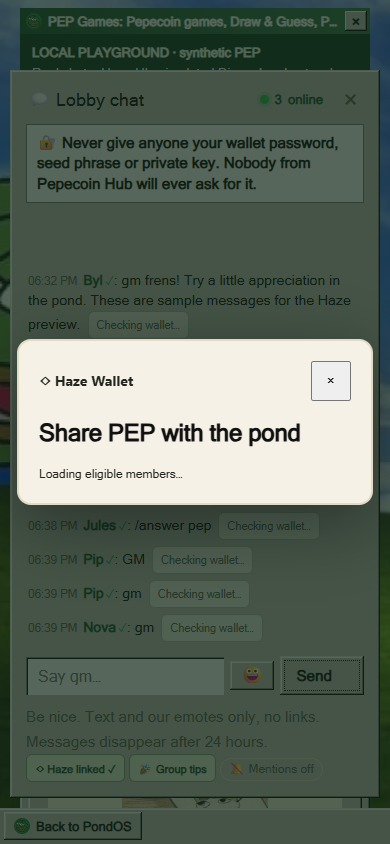 PEP Games: Pepecoin games, Draw & Guess, P... ×
LOCAL PLAYGROUND · synthetic PEP
Lobby chat 3 online ×
Never give anyone your wallet password,
seed phrase or private key. Nobody from
Pepecoin Hub will ever ask for it.
06:32 PM Byl ✓: gm frens! Try a little appreciation in
the pond. These are sample messages for the Haze
preview. Checking wallet…
◇ Haze Wallet ×
Share PEP with the pond
Loading eligible members…
06:38 PM Jules ✓: /answer pep Checking wallet…
06:39 PM Pip ✓: GM Checking wallet…
06:39 PM Pip ✓: gm Checking wallet…
06:39 PM Nova ✓: gm Checking wallet…
Say gm... Send
Be nice. Text and our emotes only, no links.
Messages disappear after 24 hours.
◇ Haze linked ✓ Group tips Mentions off
Back to PondOS